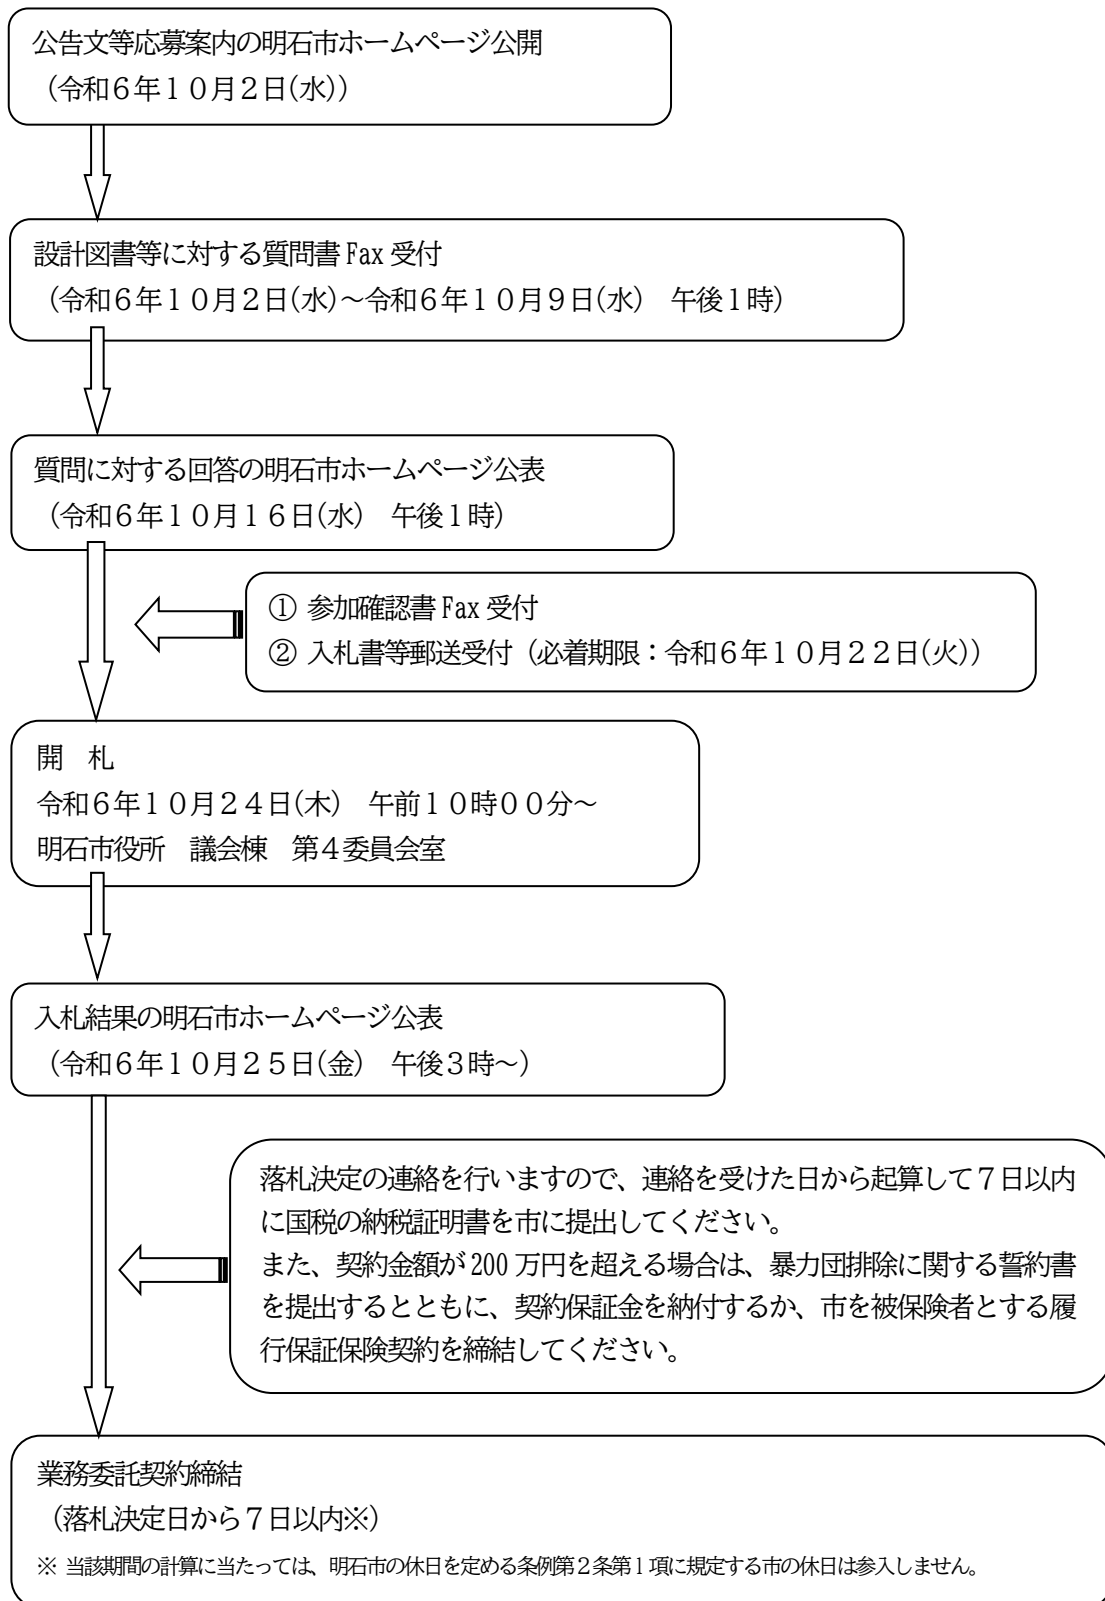 公告文等応募案内の明石市ホームページ公開
（令和６年１０月２日(水)）
設計図書等に対する質問書 Fax 受付
（令和６年１０月２日(水)～令和６年１０月９日(水)　午後１時）
質問に対する回答の明石市ホームページ公表
（令和６年１０月１６日(水)　午後１時）
① 参加確認書 Fax 受付
② 入札書等郵送受付（必着期限：令和６年１０月２２日(火)）
開　札
令和６年１０月２４日(木)　午前１０時００分～
明石市役所　議会棟　第４委員会室
入札結果の明石市ホームページ公表
（令和６年１０月２５日(金)　午後３時～）
落札決定の連絡を行いますので、連絡を受けた日から起算して７日以内
に国税の納税証明書を市に提出してください。
また、契約金額が 200 万円を超える場合は、暴力団排除に関する誓約書
を提出するとともに、契約保証金を納付するか、市を被保険者とする履
行保証保険契約を締結してください。
業務委託契約締結
（落札決定日から７日以内※）
※ 当該期間の計算に当たっては、明石市の休日を定める条例第２条第１項に規定する市の休日は参入しません。